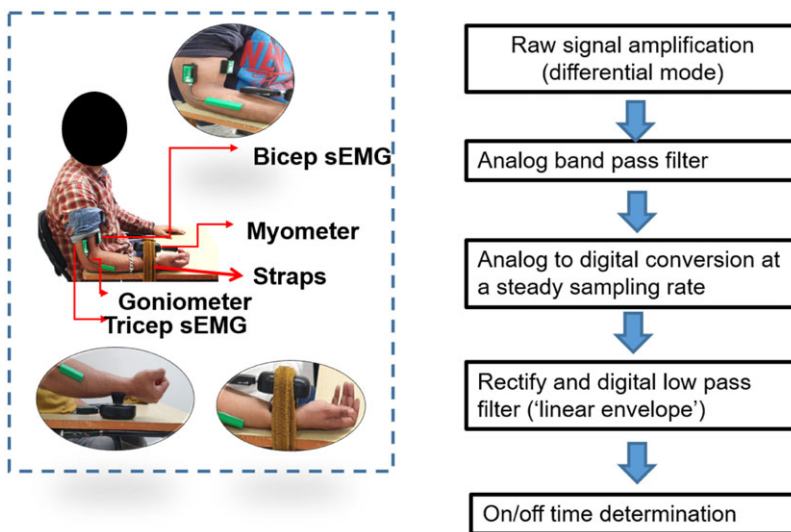 Bicep sEMG
Myometer
Straps
Goniometer
Tricep sEMG
Raw signal amplification
(differential mode)
Analog band pass filter
Analog to digital conversion at
a steady sampling rate
Rectify and digital low pass
filter (‘linear envelope’)
On/off time determination